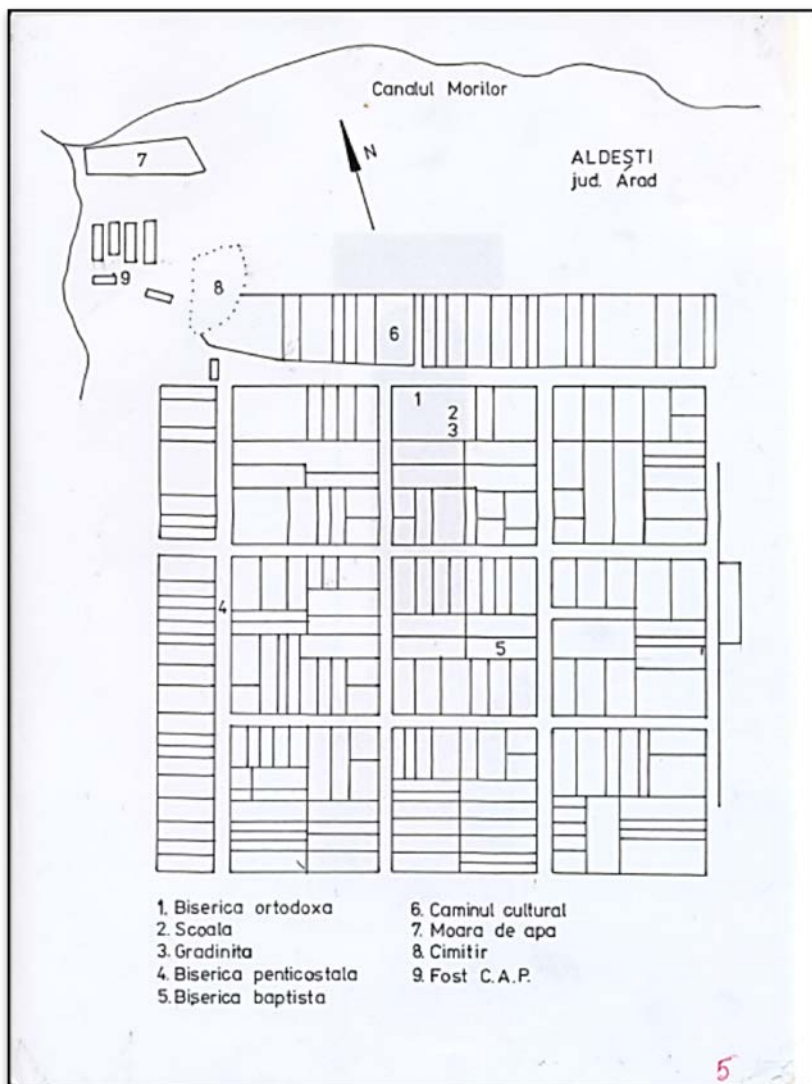 Canalul Morilor
N
ALDEȘTI
jud. Arad
7
9
8
6
1
2
3
4
5
1. Biserica ortodoxa
2. Scoala
3. Gradinita
4. Biserica penticostala
5. Biserica baptista
6. Caminul cultural
7. Moara de apa
8. Cimitir
9. Fost C.A.P.
5